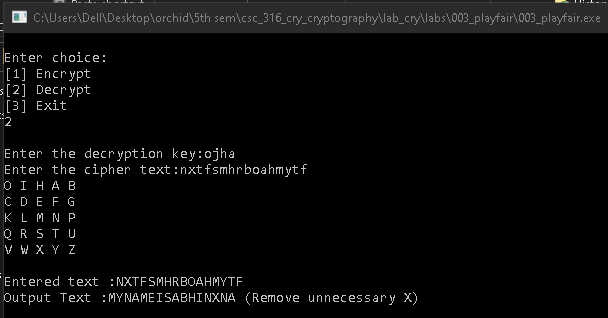 C:\Users\Dell\Desktop\orchid\5th sem\csc_316_cry_cryptography\lab_cry\labs\003_playfair\003_playfair.exe
Enter choice:
[1] Encrypt
[2] Decrypt
[3] Exit
2
Enter the decryption key:ojha
Enter the cipher text:nxtfsmhrboahmytf
O I H A B
C D E F G
K L M N P
Q R S T U
V W X Y Z
Entered text :NXTFSMHRBOAHMYTF
Output Text :MYNAMEISABHINXNA (Remove unnecessary X)